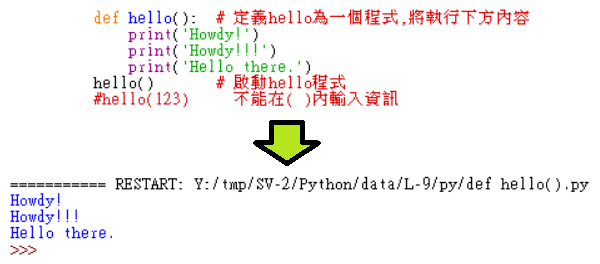 def hello():  # 定義hello為一個程式,將執行下方內容
    print('Howdy!')
    print('Howdy!!!')
    print('Hello there.')
hello()      # 啟動hello程式
#hello(123)    不能在( )內輸入資訊
=========== RESTART: Y:/tmp/SV-2/Python/data/L-9/py/def hello().py
Howdy!
Howdy!!!
Hello there.
>>>